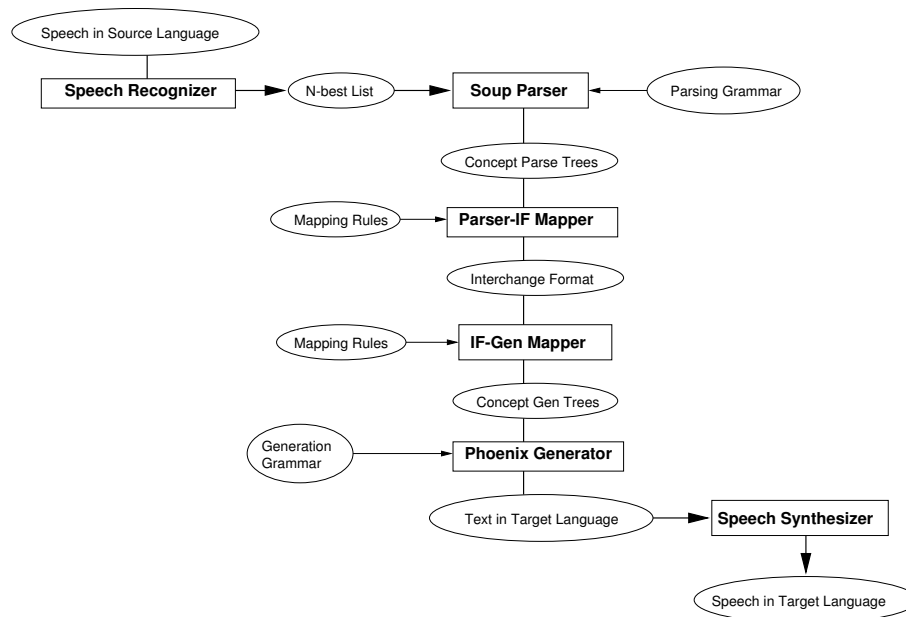 Speech in Source Language
Speech Recognizer
N-best List
Soup Parser
Parsing Grammar
Concept Parse Trees
Mapping Rules
Parser-IF Mapper
Interchange Format
Mapping Rules
IF-Gen Mapper
Concept Gen Trees
Generation
Grammar
Phoenix Generator
Text in Target Language
Speech Synthesizer
Speech in Target Language